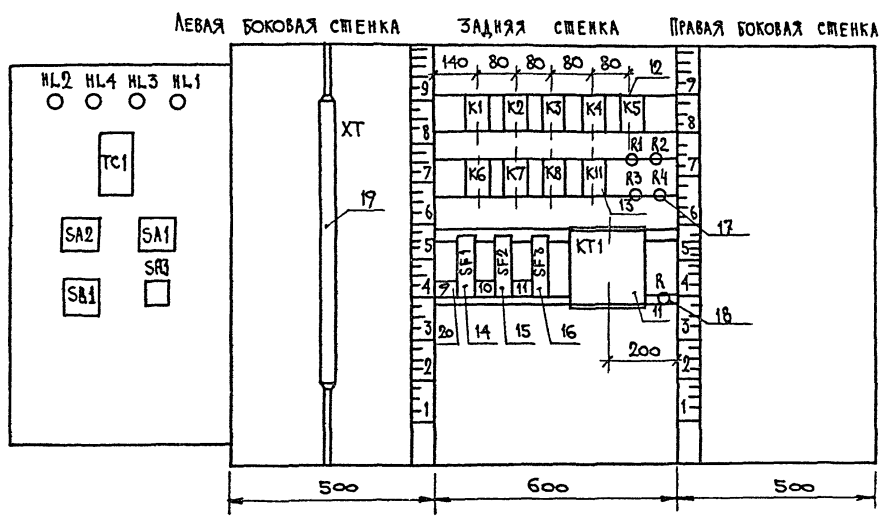 ЛЕВАЯ БОКОВАЯ СТЕНКА ЗАДНЯЯ СТЕНКА ПРАВАЯ БОКОВАЯ СТЕНКА
140 80 80 80 80 12
HL2 HL4 HL3 HL1
9 7
K1 K2 K3 K4 K5
XT 8 8
TC1
R1 R2
7 7
K6 K7 K8 K11
R3 R4
19 13
6 6
17
SA2 SA1
5 SF1 SF2 SF3 KT1 5
SA3
SB1
4 9 10 11 R 4
3 20 14 15 16 11 18 3
200
2 2
1 1
500 600 500